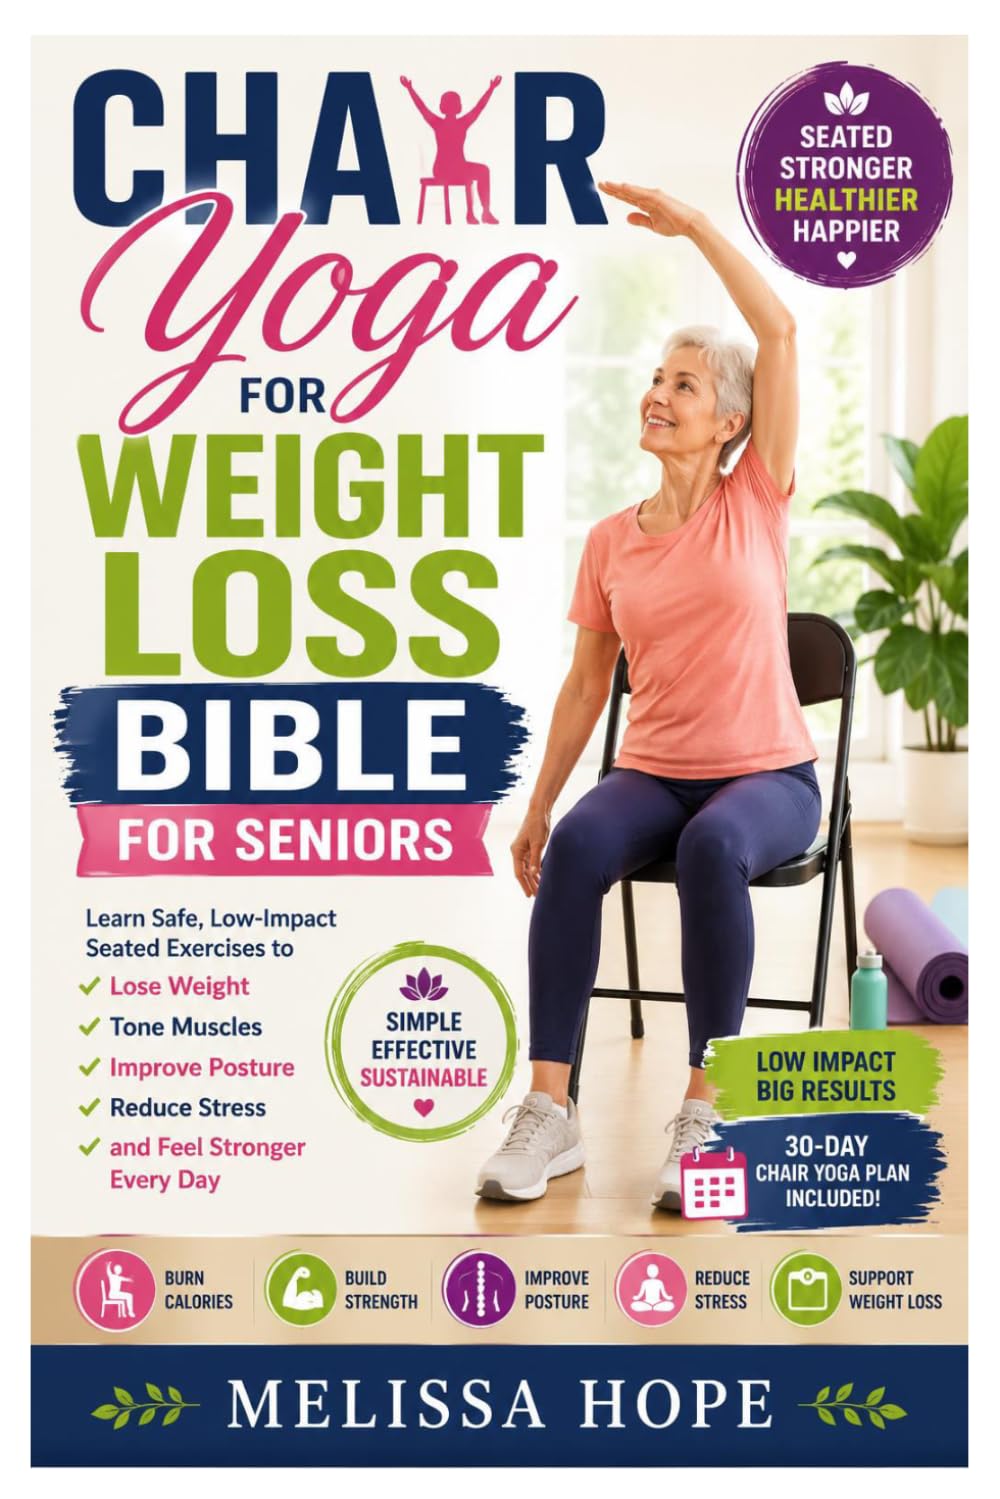 CHAIR
Yoga
FOR
WEIGHT
LOSS
BIBLE
FOR SENIORS
SEATED
STRONGER
HEALTHIER
HAPPIER
Learn Safe, Low-Impact
Seated Exercises to
Lose Weight
Tone Muscles
Improve Posture
Reduce Stress
and Feel Stronger
Every Day
SIMPLE
EFFECTIVE
SUSTAINABLE
LOW IMPACT
BIG RESULTS
30-DAY
CHAIR YOGA PLAN
INCLUDED!
BURN
CALORIES
BUILD
STRENGTH
IMPROVE
POSTURE
REDUCE
STRESS
SUPPORT
WEIGHT LOSS
MELISSA HOPE